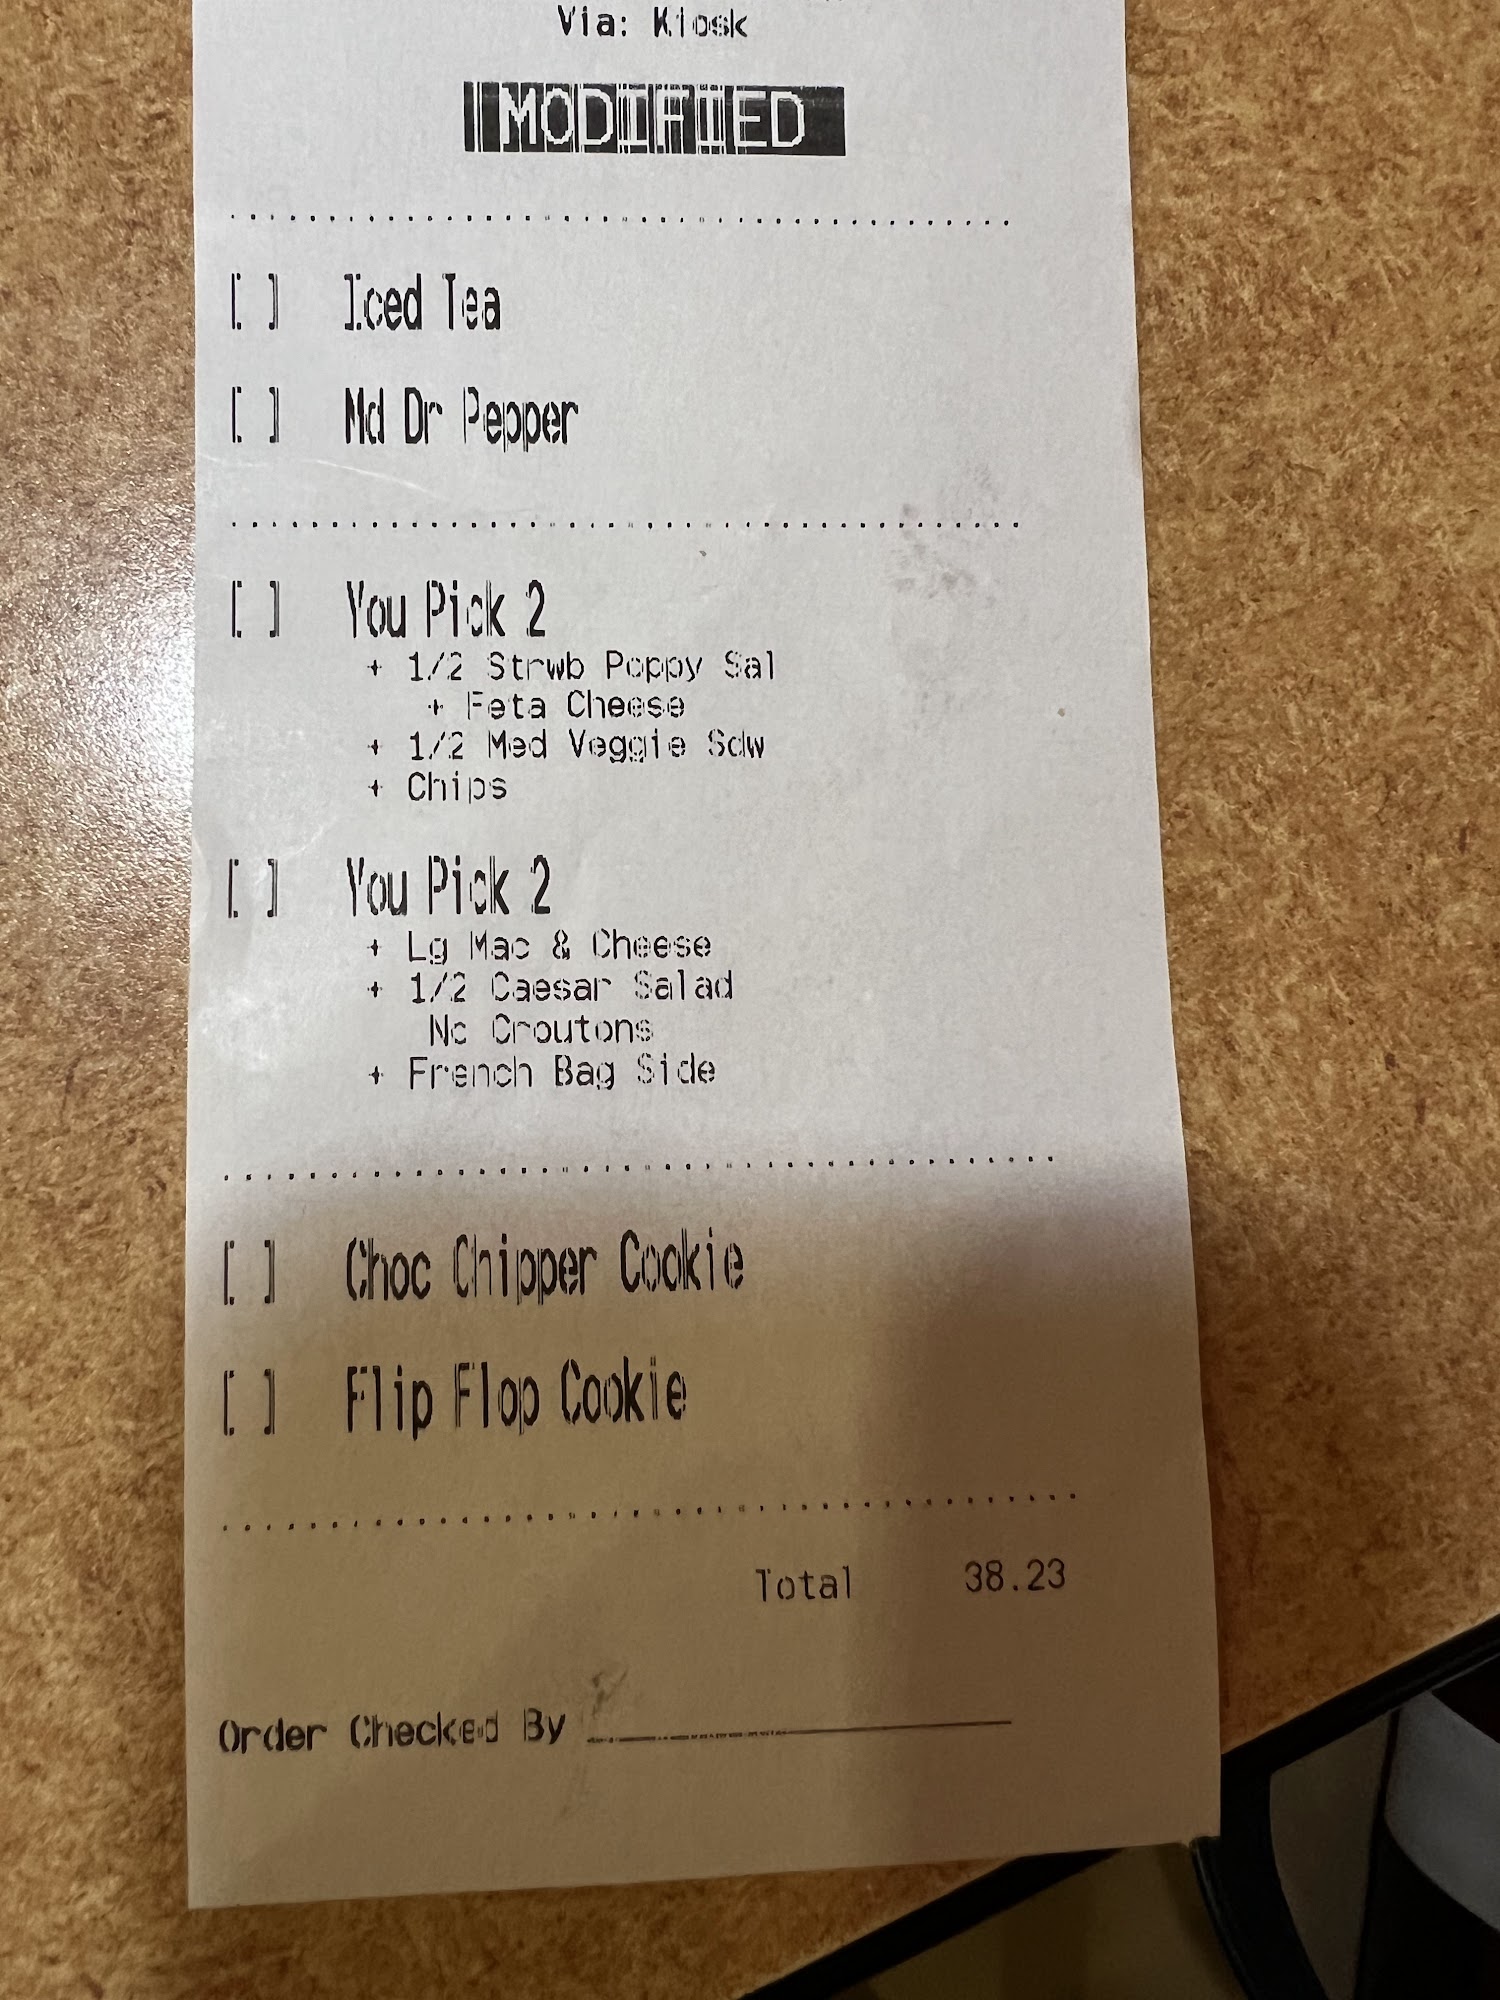 Via: Kiosk
MODIFIED
[ ] Iced Tea
[ ] Md Dr Pepper
[ ] You Pick 2
+ 1/2 Strwb Poppy Sal
+ Feta Cheese
+ 1/2 Med Veggie Sdw
+ Chips
[ ] You Pick 2
+ Lg Mac & Cheese
+ 1/2 Caesar Salad
No Croutons
+ French Bag Side
[ ] Choc Chipper Cookie
[ ] Flip Flop Cookie
Total 38.23
Order Checked By